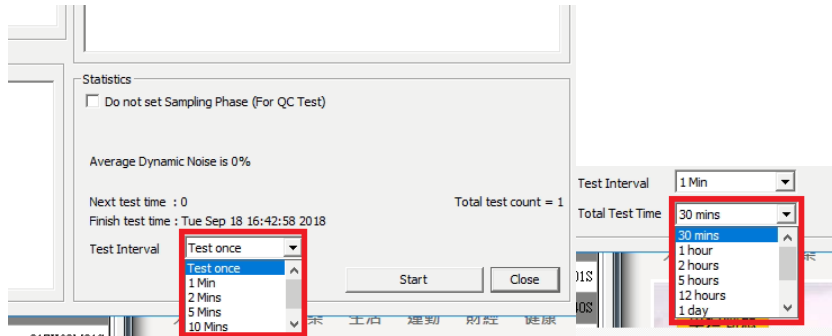 Statistics
Do not set Sampling Phase (For QC Test)
Average Dynamic Noise is 0%
Next test time : 0
Total test count = 1
Finish test time : Tue Sep 18 16:42:58 2018
Test Interval
Test once
Test once
1 Min
2 Mins
5 Mins
10 Mins
Start
Close
生活 運動 財經 健康
Test Interval
1 Min
Total Test Time
30 mins
30 mins
1 hour
2 hours
5 hours
12 hours
1 day